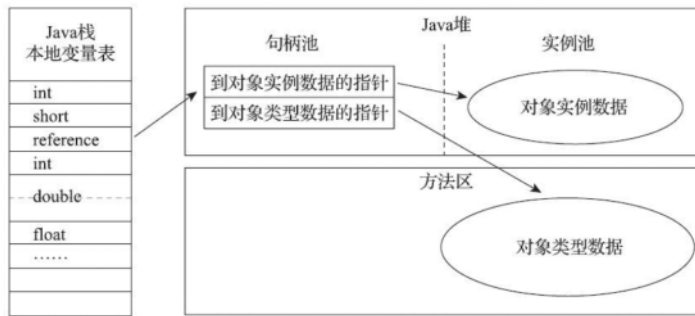 Java栈
本地变量表
int
short
reference
int
double
float
……
Java堆
句柄池
实例池
到对象实例数据的指针
到对象类型数据的指针
对象实例数据
方法区
对象类型数据